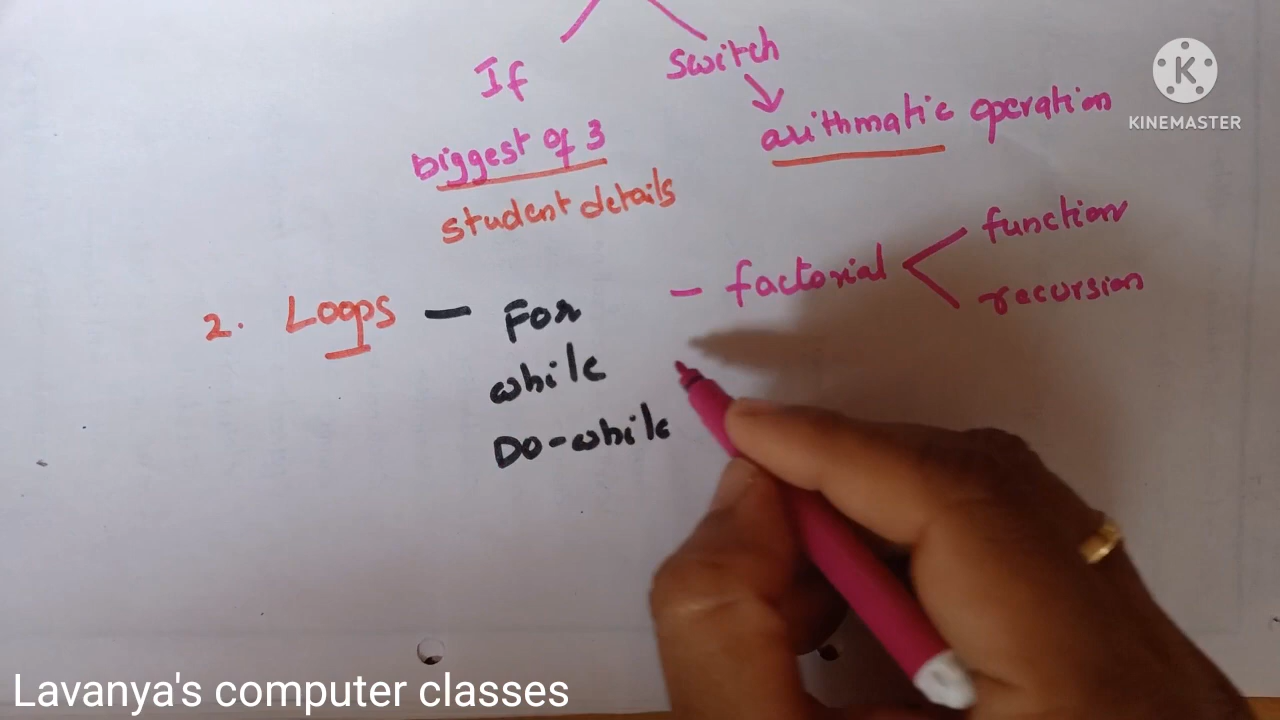 If
switch
biggest of 3
arithmatic operation
student details
2. Loops - For
- factorial
function
recursion
while
Do-while
KINEMASTER
Lavanya's computer classes